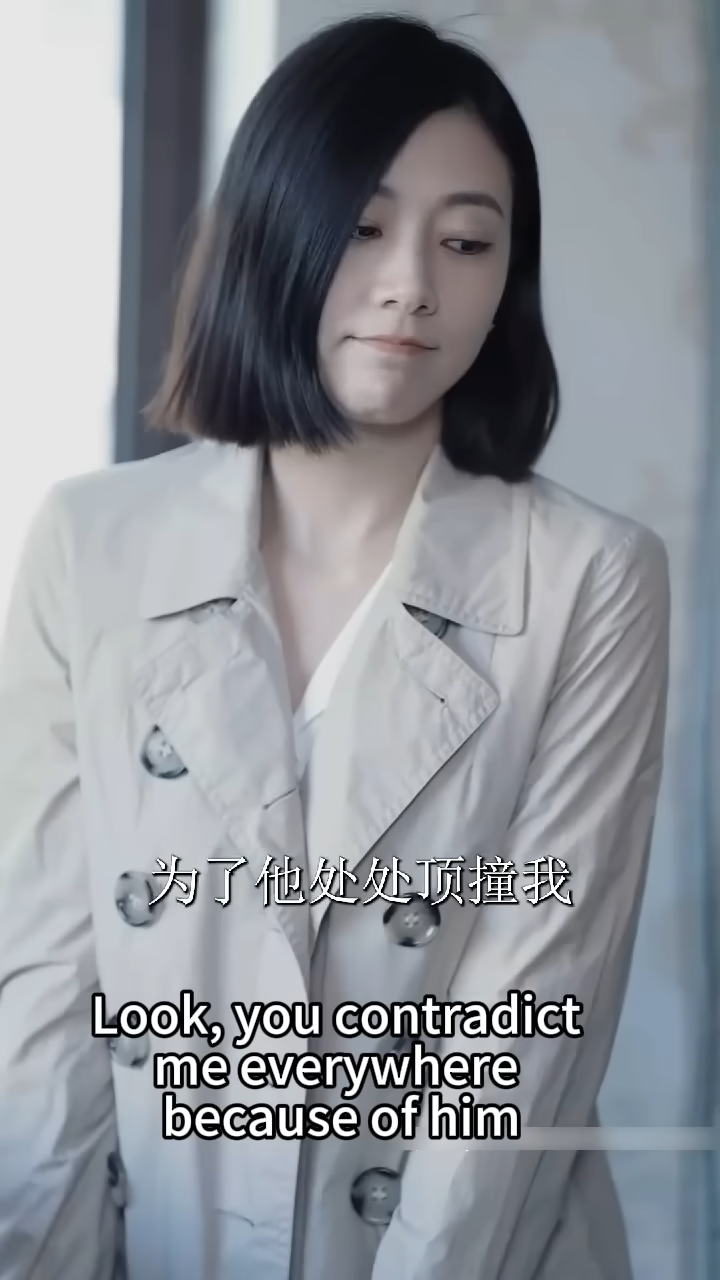 为了他处处顶撞我
Look, you contradict
me everywhere
because of him